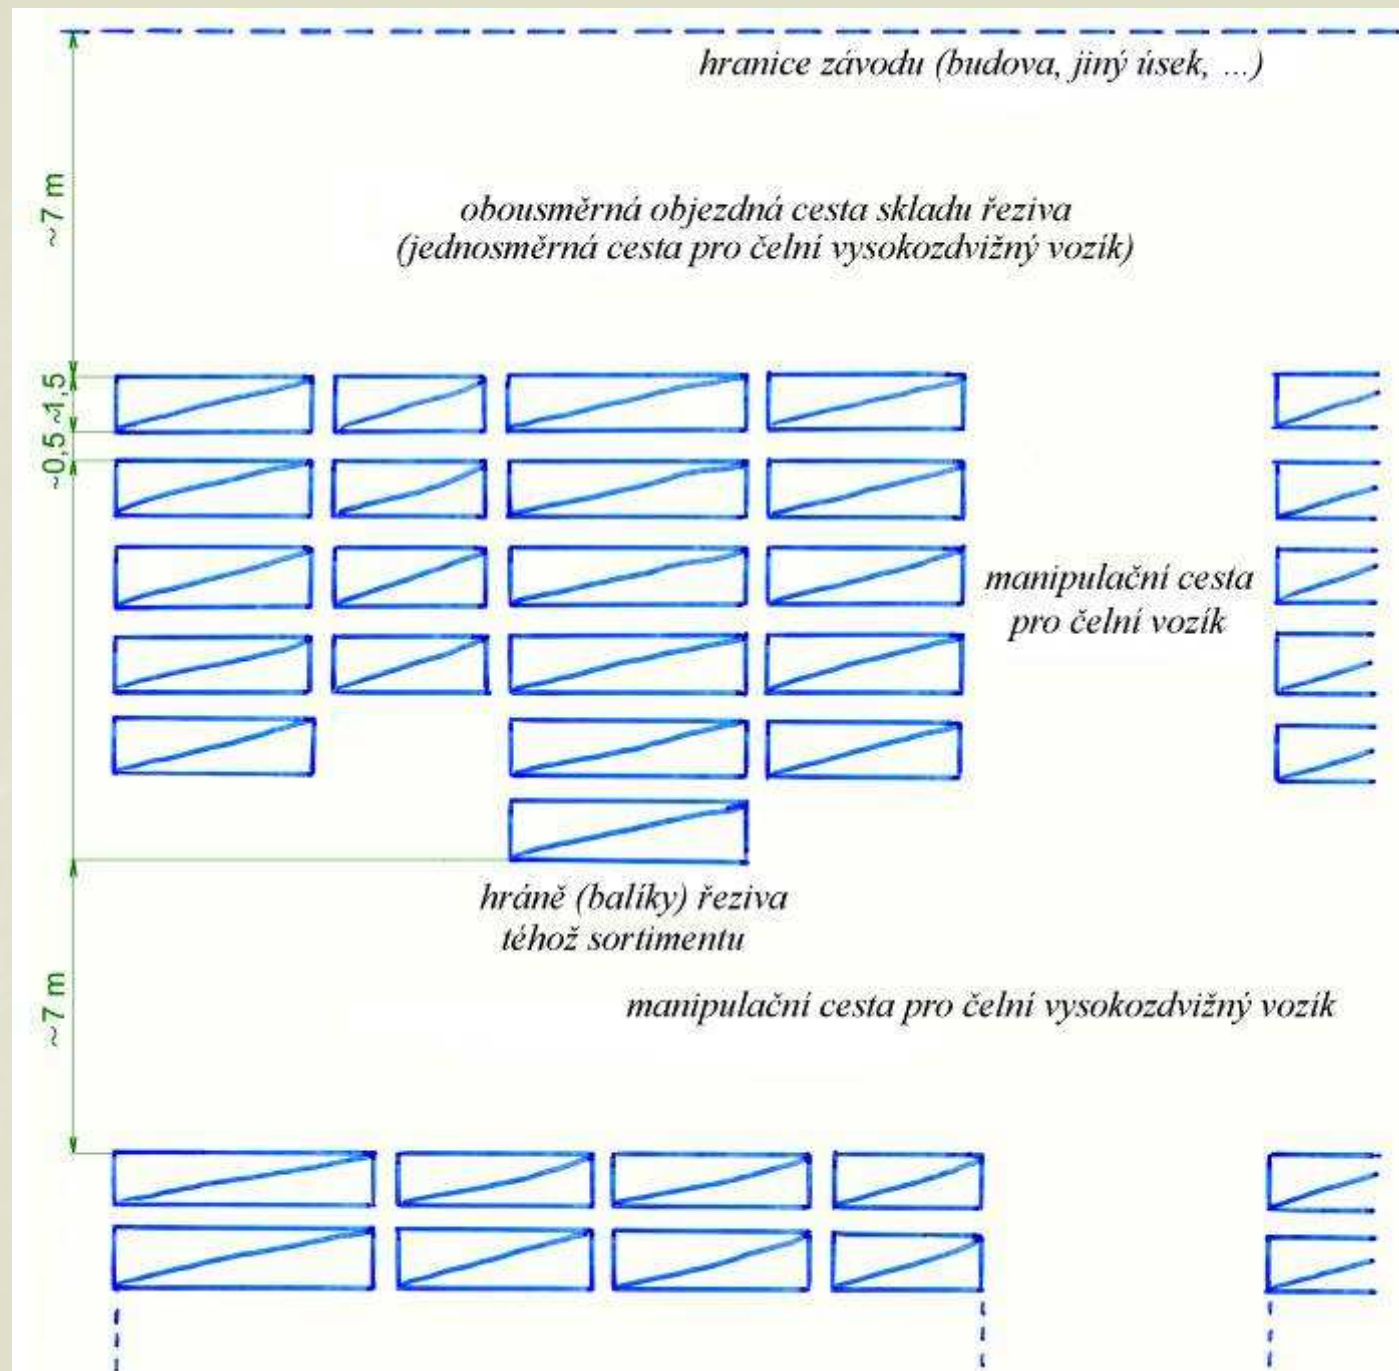 hranice závodu (budova, jiný úsek, ...)
~7 m
obousměrná objezdná cesta skladu řeziva
(jednosměrná cesta pro čelní vysokozdvižný vozík)
~1,5
~0,5
manipulační cesta
pro čelní vozík
hráně (balíky) řeziva
téhož sortimentu
~7 m
manipulační cesta pro čelní vysokozdvižný vozík